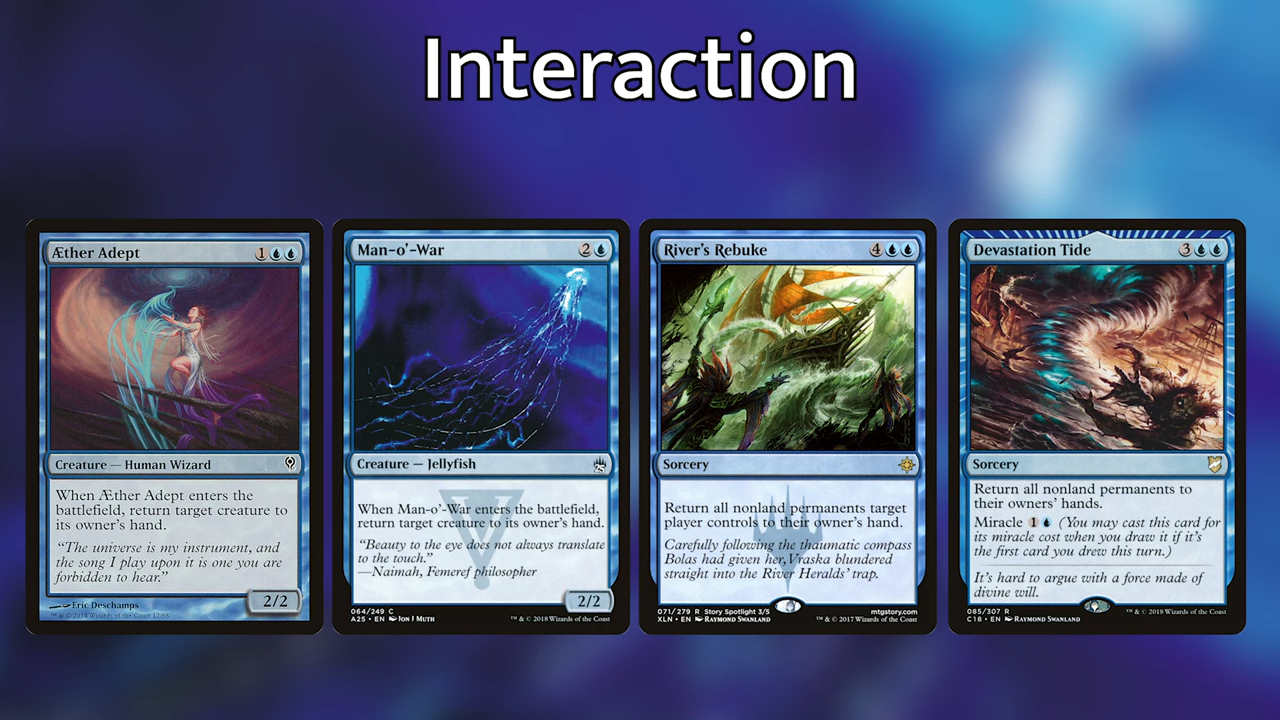 Interaction
Æther Adept
1
Creature — Human Wizard
When Æther Adept enters the
battlefield, return target creature to
its owner's hand.
“The universe is my instrument, and
the song I play upon it is one you are
forbidden to hear.”
Eric Deschamps
™ & © 2014 Wizards of the Coast 12/88
2/2
Man-o'-War
2
Creature — Jellyfish
When Man-o'-War enters the battlefield,
return target creature to its owner's hand.
“Beauty to the eye does not always translate
to the touch.”
—Naimah, Femeref philosopher
2/2
064/249 C
A25 • EN Jon J Muth
™ & © 2018 Wizards of the Coast
River's Rebuke
4
Sorcery
Return all nonland permanents target
player controls to their owner's hand.
Carefully following the thaumatic compass
Bolas had given her, Vraska blundered
straight into the River Heralds' trap.
071/279 R Story Spotlight 3/5
mtgstory.com
XLN • EN Raymond Swanland
™ & © 2017 Wizards of the Coast
Devastation Tide
3
Sorcery
Return all nonland permanents to
their owners' hands.
Miracle 1 (You may cast this card for
its miracle cost when you draw it if it's
the first card you drew this turn.)
It's hard to argue with a force made of
divine will.
085/307 R
C18 • EN Raymond Swanland
™ & © 2018 Wizards of the Coast